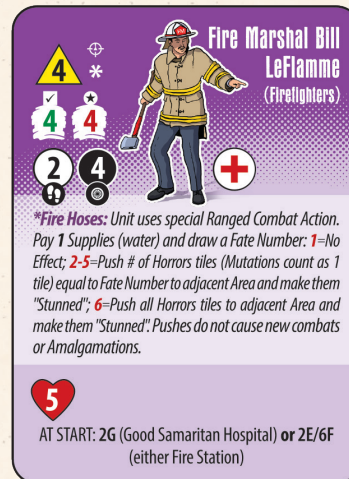 Fire Marshal Bill
LeFlamme
(Firefighters)
4
*
4 4
2 4
*Fire Hoses: Unit uses special Ranged Combat Action.
Pay 1 Supplies (water) and draw a Fate Number: 1=No
Effect; 2-5=Push # of Horrors tiles (Mutations count as 1
tile) equal to Fate Number to adjacent Area and make them
"Stunned"; 6=Push all Horrors tiles to adjacent Area and
make them "Stunned". Pushes do not cause new combats
or Amalgamations.
5
AT START: 2G (Good Samaritan Hospital) or 2E/6F
(either Fire Station)